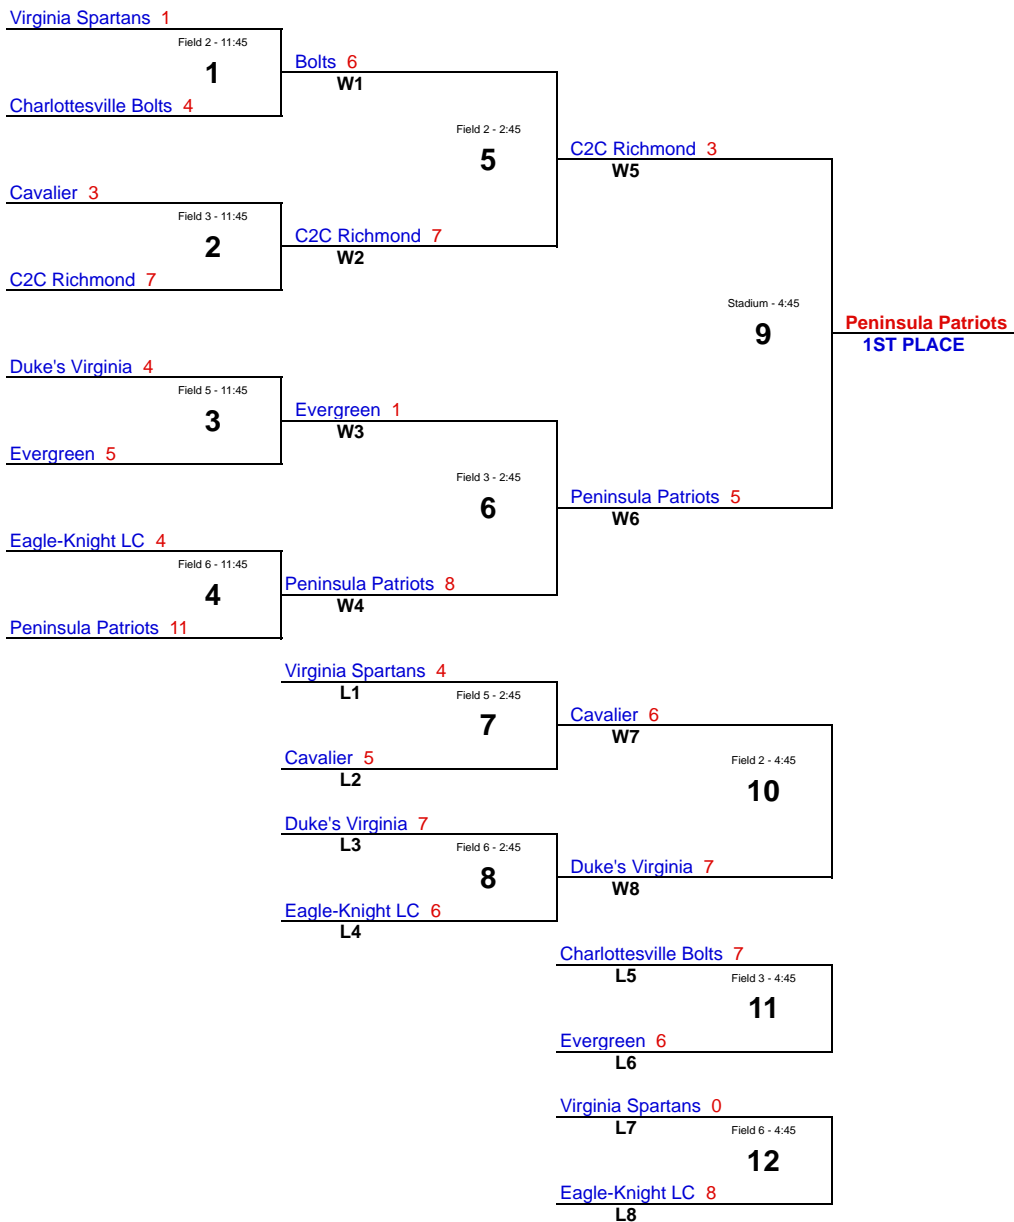 Virginia Spartans 1
Field 2 - 11:45
1
Bolts 6
W1
Charlottesville Bolts 4
Field 2 - 2:45
5
C2C Richmond 3
W5
Cavalier 3
Field 3 - 11:45
2
C2C Richmond 7
W2
C2C Richmond 7
Stadium - 4:45
9
Peninsula Patriots
1ST PLACE
Duke's Virginia 4
Field 5 - 11:45
3
Evergreen 1
W3
Evergreen 5
Field 3 - 2:45
6
Peninsula Patriots 5
W6
Eagle-Knight LC 4
Field 6 - 11:45
4
Peninsula Patriots 8
W4
Peninsula Patriots 11
Virginia Spartans 4
L1
Field 5 - 2:45
7
Cavalier 6
W7
Cavalier 5
L2
Field 2 - 4:45
10
Duke's Virginia 7
L3
Field 6 - 2:45
8
Duke's Virginia 7
W8
Eagle-Knight LC 6
L4
Charlottesville Bolts 7
L5
Field 3 - 4:45
11
Evergreen 6
L6
Virginia Spartans 0
L7
Field 6 - 4:45
12
Eagle-Knight LC 8
L8